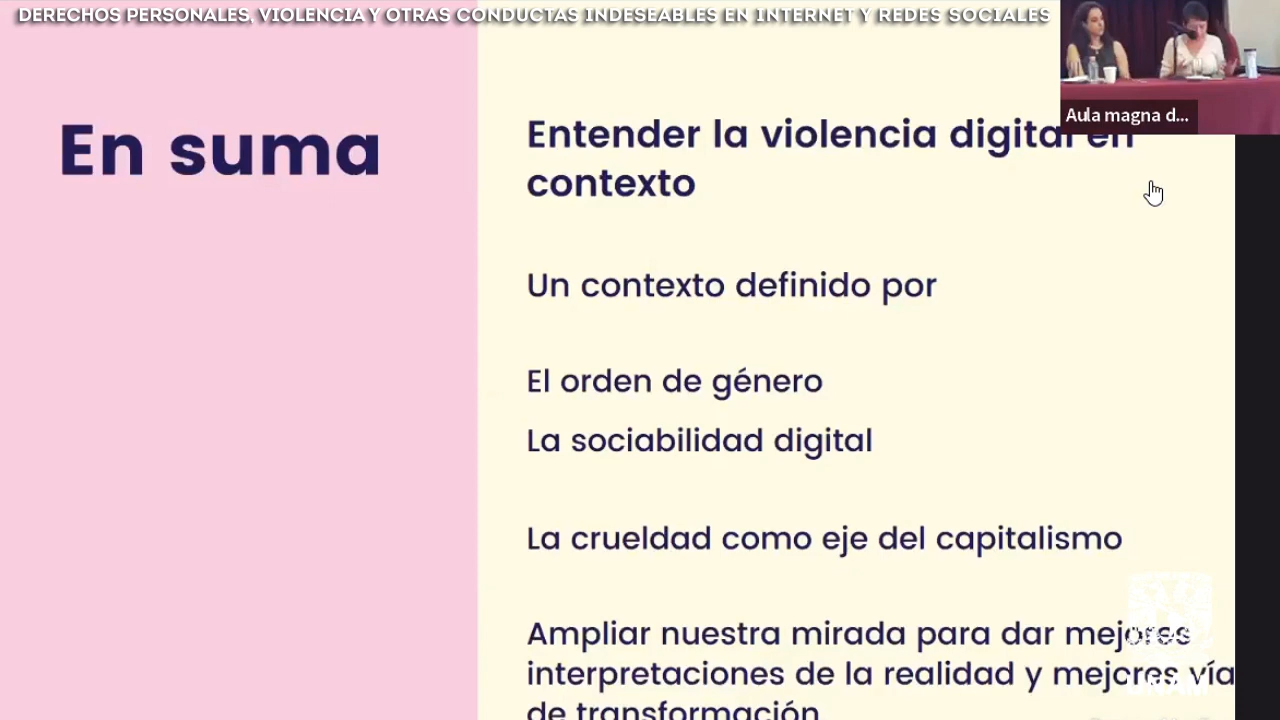 DERECHOS PERSONALES, VIOLENCIA Y OTRAS CONDUCTAS INDESEABLES EN INTERNET Y REDES SOCIALES
Aula magna d...
En suma
Entender la violencia digital en
contexto
Un contexto definido por
El orden de género
La sociabilidad digital
La crueldad como eje del capitalismo
Ampliar nuestra mirada para dar mejores
interpretaciones de la realidad y mejores vía
de transformación
UNAM